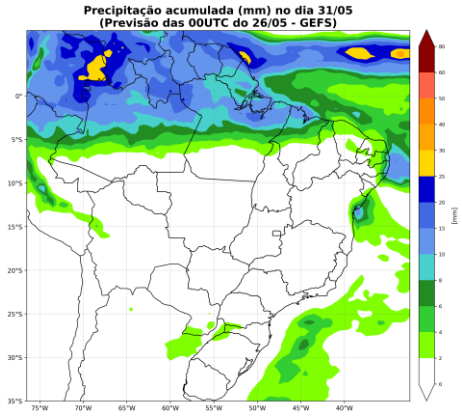 Precipitação acumulada (mm) no dia 31/05
(Previsão das 00UTC do 26/05 - GEFS)
0°
5°S
10°S
15°S
20°S
25°S
30°S
35°S
75°W
70°W
65°W
60°W
55°W
50°W
45°W
40°W
80
60
50
40
30
25
20
15
10
8
6
4
2
0
[mm]